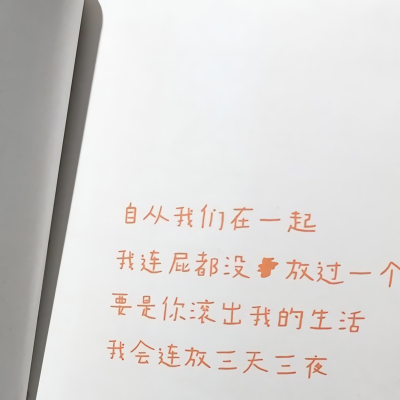 自从我们在一起
我连屁都没放过一个
要是你滚出我的生活
我会连放三天三夜